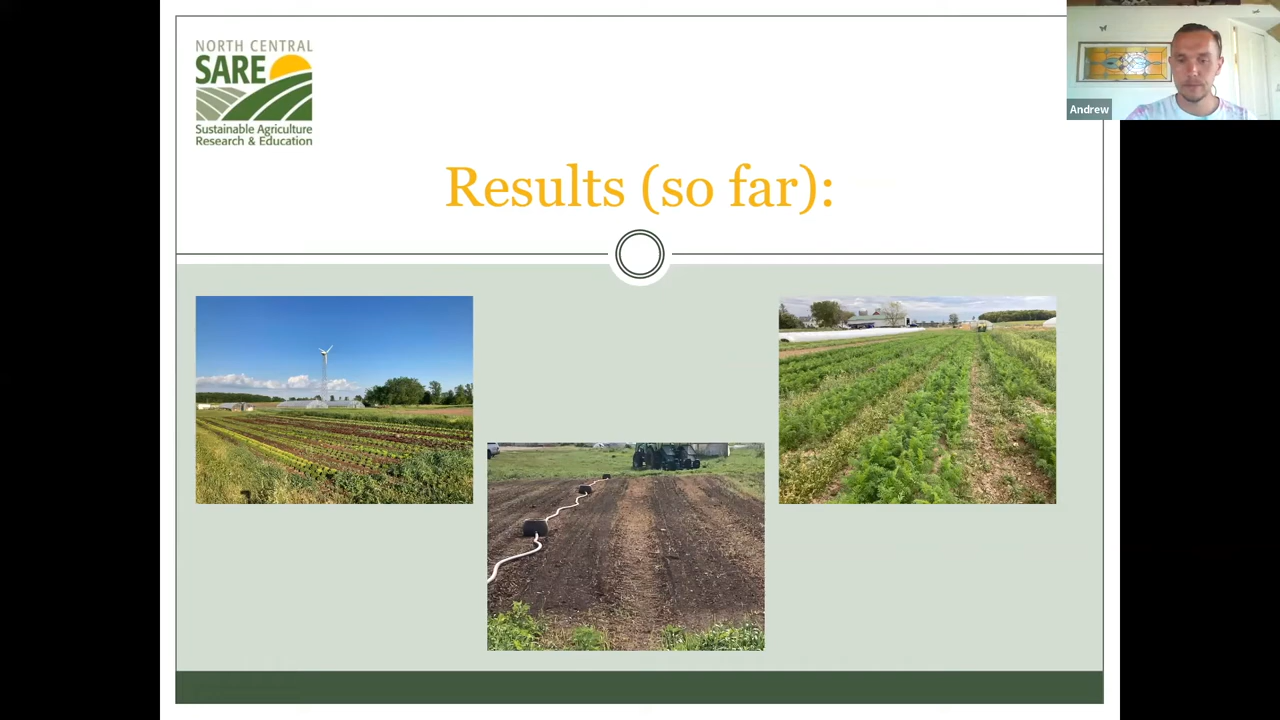 NORTH CENTRAL
SARE
Sustainable Agriculture
Research & Education
Andrew
Results (so far):